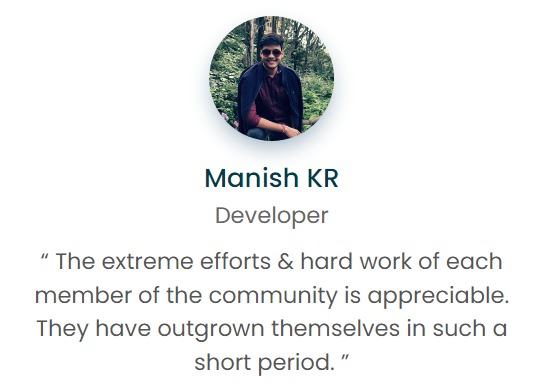 Manish KR
Developer
“ The extreme efforts & hard work of each
member of the community is appreciable.
They have outgrown themselves in such a
short period. ”